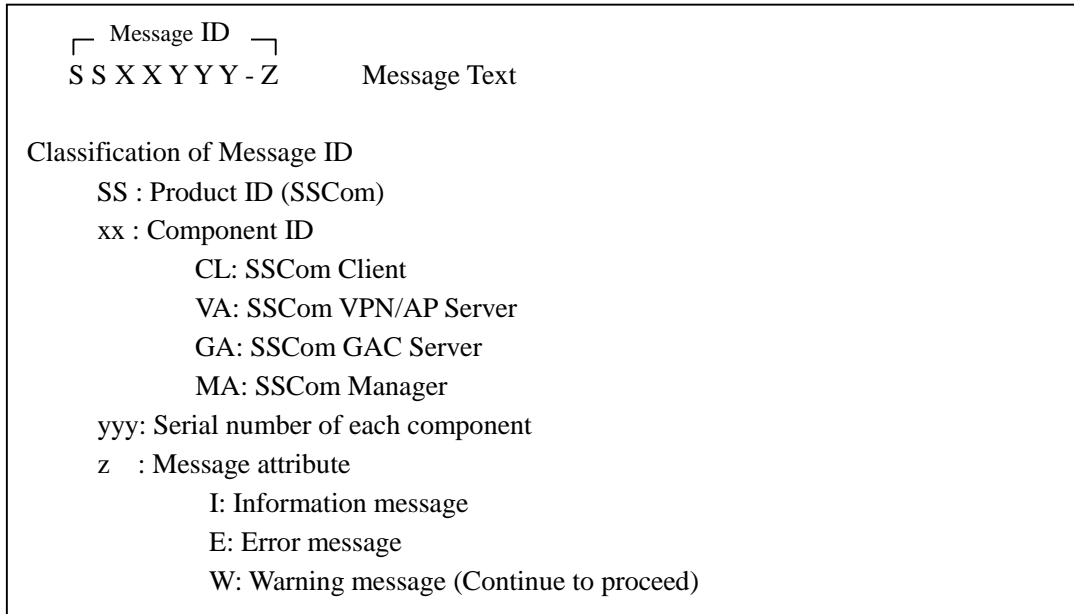 Message ID
S S X X Y Y Y - Z Message Text
Classification of Message ID
SS : Product ID (SSCom)
xx : Component ID
CL: SSCom Client
VA: SSCom VPN/AP Server
GA: SSCom GAC Server
MA: SSCom Manager
yyy: Serial number of each component
z : Message attribute
I: Information message
E: Error message
W: Warning message (Continue to proceed)